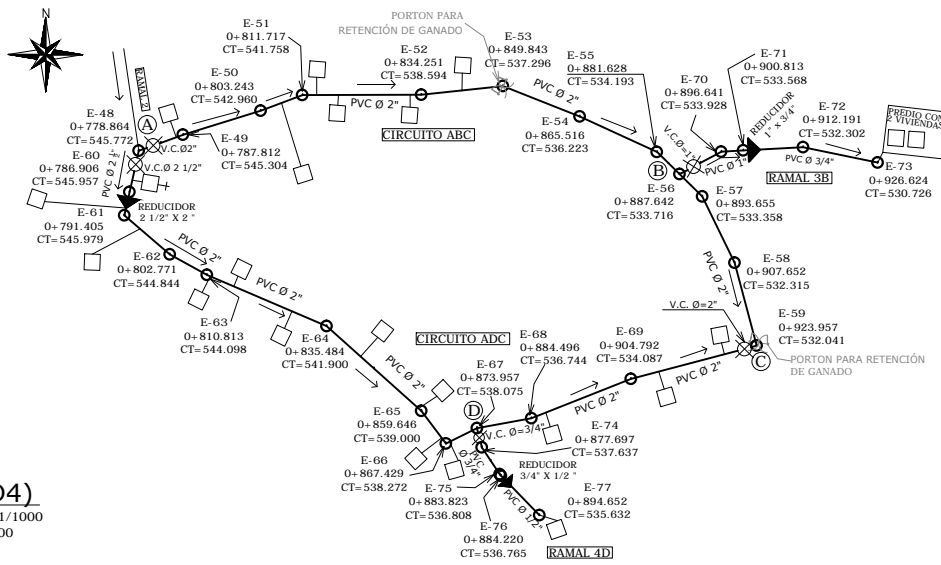 N
RAMAL 2
E-48
0+778.864
CT=545.772
A
E-60
0+786.906
CT=545.957
PVC Ø 2 ½"
V.C.Ø2"
V.C.Ø 2 1/2"
REDUCIDOR
2 1/2" X 2 "
E-49
0+787.812
CT=545.304
E-50
0+803.243
CT=542.960
E-51
0+811.717
CT=541.758
PVC Ø 2"
E-52
0+834.251
CT=538.594
CIRCUITO ABC
PORTON PARA
RETENCIÓN DE GANADO
E-53
0+849.843
CT=537.296
PVC Ø 2"
E-54
0+865.516
CT=536.223
E-55
0+881.628
CT=534.193
B
V.C.Ø=1"
E-56
0+887.642
CT=533.716
E-70
0+896.641
CT=533.928
PVC Ø 1"
E-71
0+900.813
CT=533.568
REDUCIDOR
1" x 3/4"
E-72
0+912.191
CT=532.302
PVC Ø 3/4"
RAMAL 3B
PREDIO CON
2 VIVIENDAS
E-73
0+926.624
CT=530.726
E-57
0+893.655
CT=533.358
PVC Ø 2"
E-58
0+907.652
CT=532.315
V.C. Ø=2"
E-59
0+923.957
CT=532.041
C
PORTON PARA RETENCIÓN
DE GANADO
E-61
0+791.405
CT=545.979
PVC Ø 2"
E-62
0+802.771
CT=544.844
E-63
0+810.813
CT=544.098
PVC Ø 2"
E-64
0+835.484
CT=541.900
PVC Ø 2"
E-65
0+859.646
CT=539.000
E-66
0+867.429
CT=538.272
CIRCUITO ADC
E-67
0+873.957
CT=538.075
D
V.C. Ø=3/4"
E-68
0+884.496
CT=536.744
PVC Ø 2"
E-69
0+904.792
CT=534.087
PVC Ø 2"
E-74
0+877.697
CT=537.637
PVC
Ø 3/4"
REDUCIDOR
3/4" X 1/2 "
E-75
0+883.823
CT=536.808
E-76
0+884.220
CT=536.765
PVC Ø 1/2"
E-77
0+894.652
CT=535.632
RAMAL 4D
04)
1/1000
00